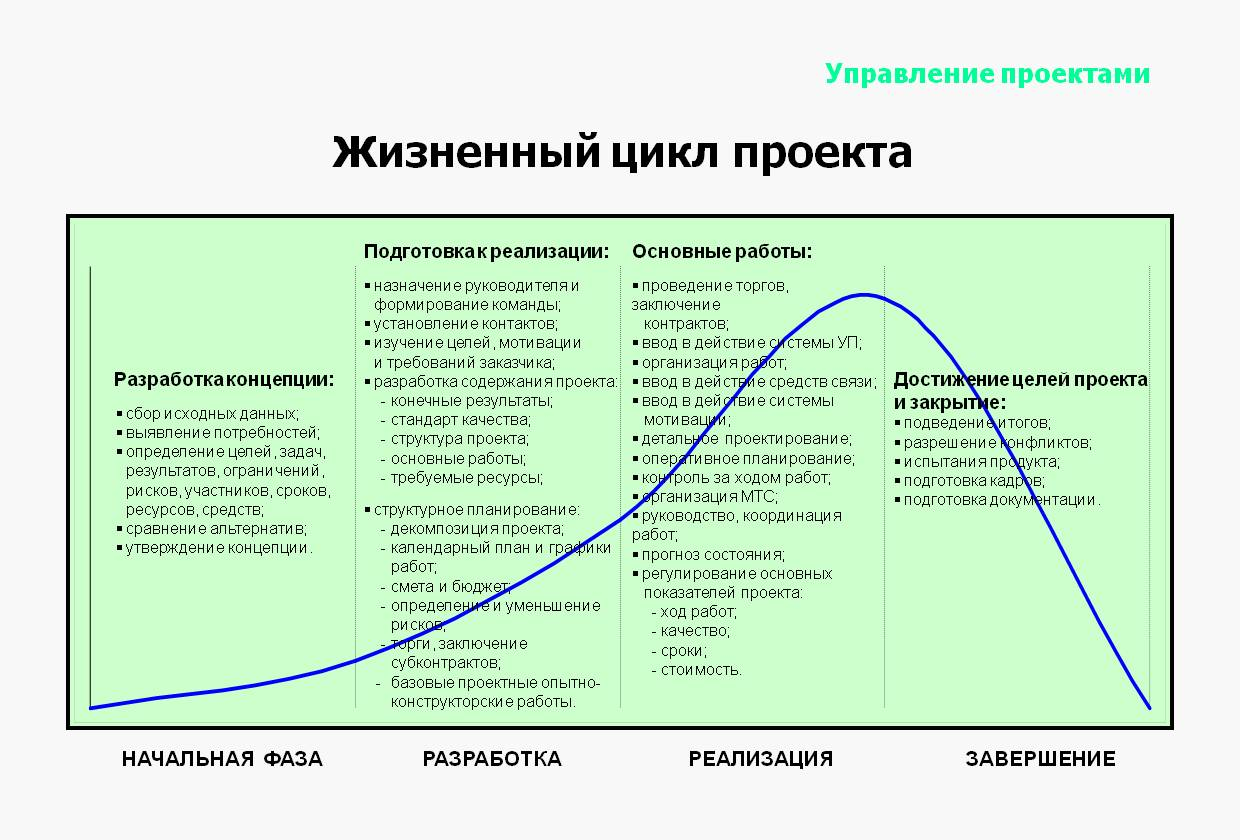 Управление проектами
Жизненный цикл проекта
Разработка концепции:
▪ сбор исходных данных;
▪ выявление потребностей;
▪ определение целей, задач,
результатов, ограничений,
рисков, участников, сроков,
ресурсов, средств;
▪ сравнение альтернатив;
▪ утверждение концепции.
Подготовка к реализации:
▪ назначение руководителя и
формирование команды;
▪ установление контактов;
▪ изучение целей, мотивации
и требований заказчика;
▪ разработка содержания проекта:
- конечные результаты;
- стандарт качества;
- структура проекта;
- основные работы;
- требуемые ресурсы;
▪ структурное планирование:
- декомпозиция проекта;
- календарный план и графики
работ;
- смета и бюджет;
- определение и уменьшение
рисков;
- торги, заключение
субконтрактов;
- базовые проектные опытно-
конструкторские работы.
Основные работы:
▪ проведение торгов,
заключение
контрактов;
▪ ввод в действие системы УП;
▪ организация работ;
▪ ввод в действие средств связи;
▪ ввод в действие системы
мотивации;
▪ детальное проектирование;
▪ оперативное планирование;
▪ контроль за ходом работ;
▪ организация МТС;
▪ руководство, координация
работ;
▪ прогноз состояния;
▪ регулирование основных
показателей проекта:
- ход работ;
- качество;
- сроки;
- стоимость.
Достижение целей проекта
и закрытие:
▪ подведение итогов;
▪ разрешение конфликтов;
▪ испытания продукта;
▪ подготовка кадров;
▪ подготовка документации.
НАЧАЛЬНАЯ ФАЗА
РАЗРАБОТКА
РЕАЛИЗАЦИЯ
ЗАВЕРШЕНИЕ